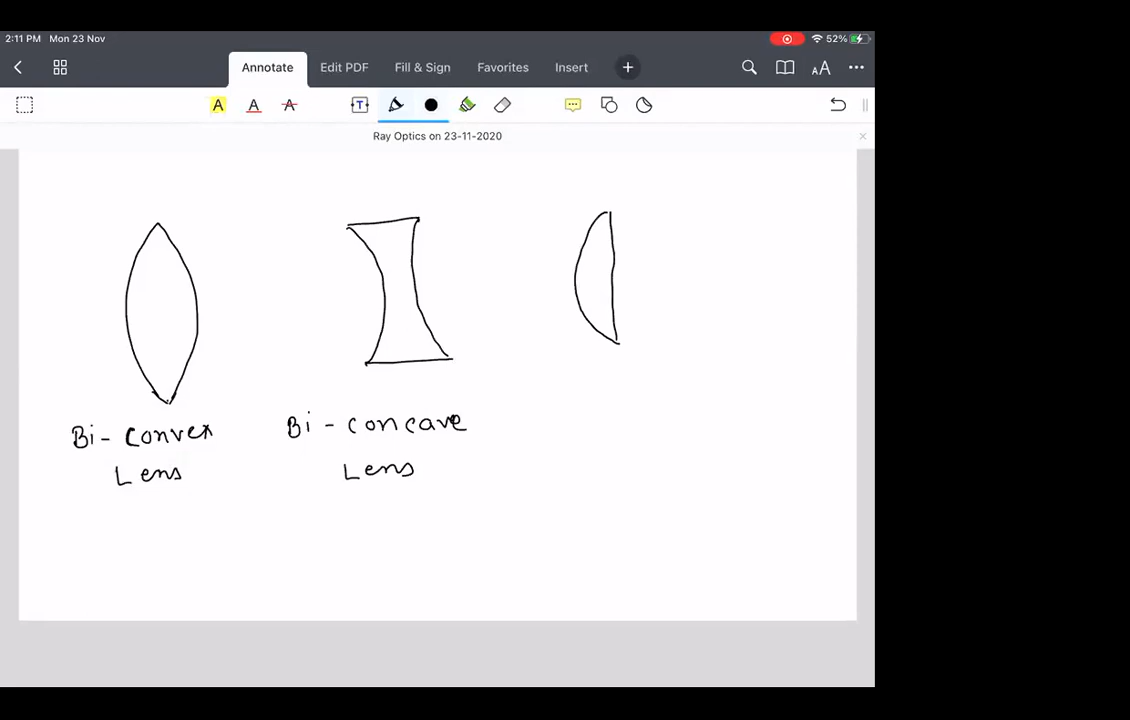 2:11 PM Mon 23 Nov
52%
Annotate Edit PDF Fill & Sign Favorites Insert
AA
A A A T
Ray Optics on 23-11-2020
Bi - Convex Bi - concave
Lens Lens